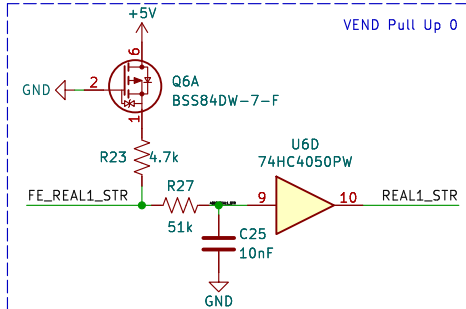 +5V
VEND Pull Up 0
6
Q6A
GND
2
BSS84DW-7-F
1
U6D
R23
4.7k
74HC4050PW
FE_REAL1_STR
R27
9
10
REAL1_STR
51k
C25
10nF
GND